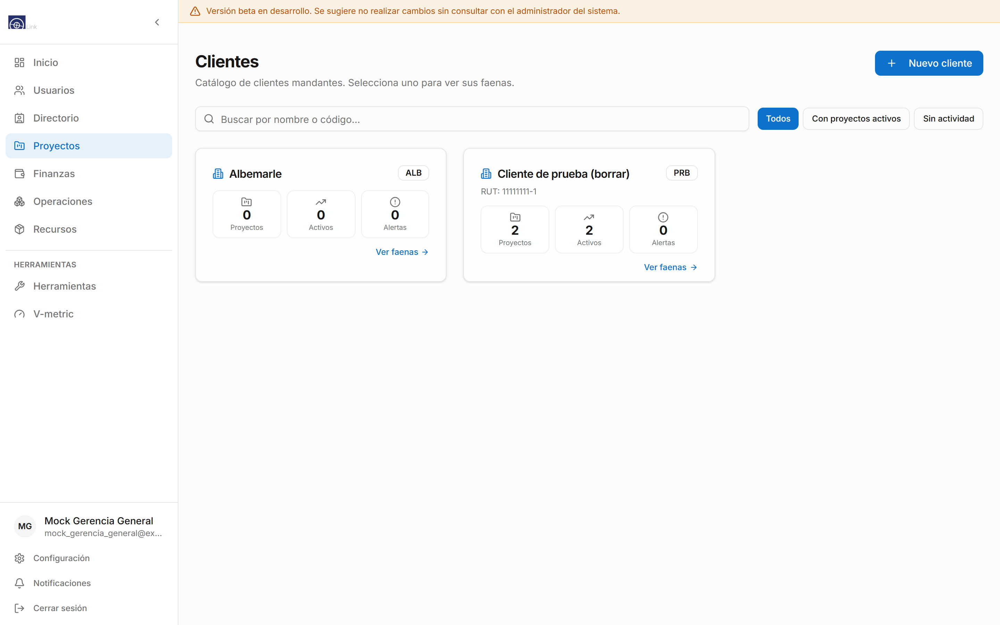 Link
Versión beta en desarrollo. Se sugiere no realizar cambios sin consultar con el administrador del sistema.
Inicio
Usuarios
Directorio
Proyectos
Finanzas
Operaciones
Recursos
HERRAMIENTAS
Herramientas
V-metric
MG
Mock Gerencia General
mock_gerencia_general@ex...
Configuración
Notificaciones
Cerrar sesión
Clientes
Nuevo cliente
Catálogo de clientes mandantes. Selecciona uno para ver sus faenas.
Buscar por nombre o código...
Todos
Con proyectos activos
Sin actividad
Albemarle
ALB
0
Proyectos
0
Activos
0
Alertas
Ver faenas
Cliente de prueba (borrar)
PRB
RUT: 11111111-1
2
Proyectos
2
Activos
0
Alertas
Ver faenas